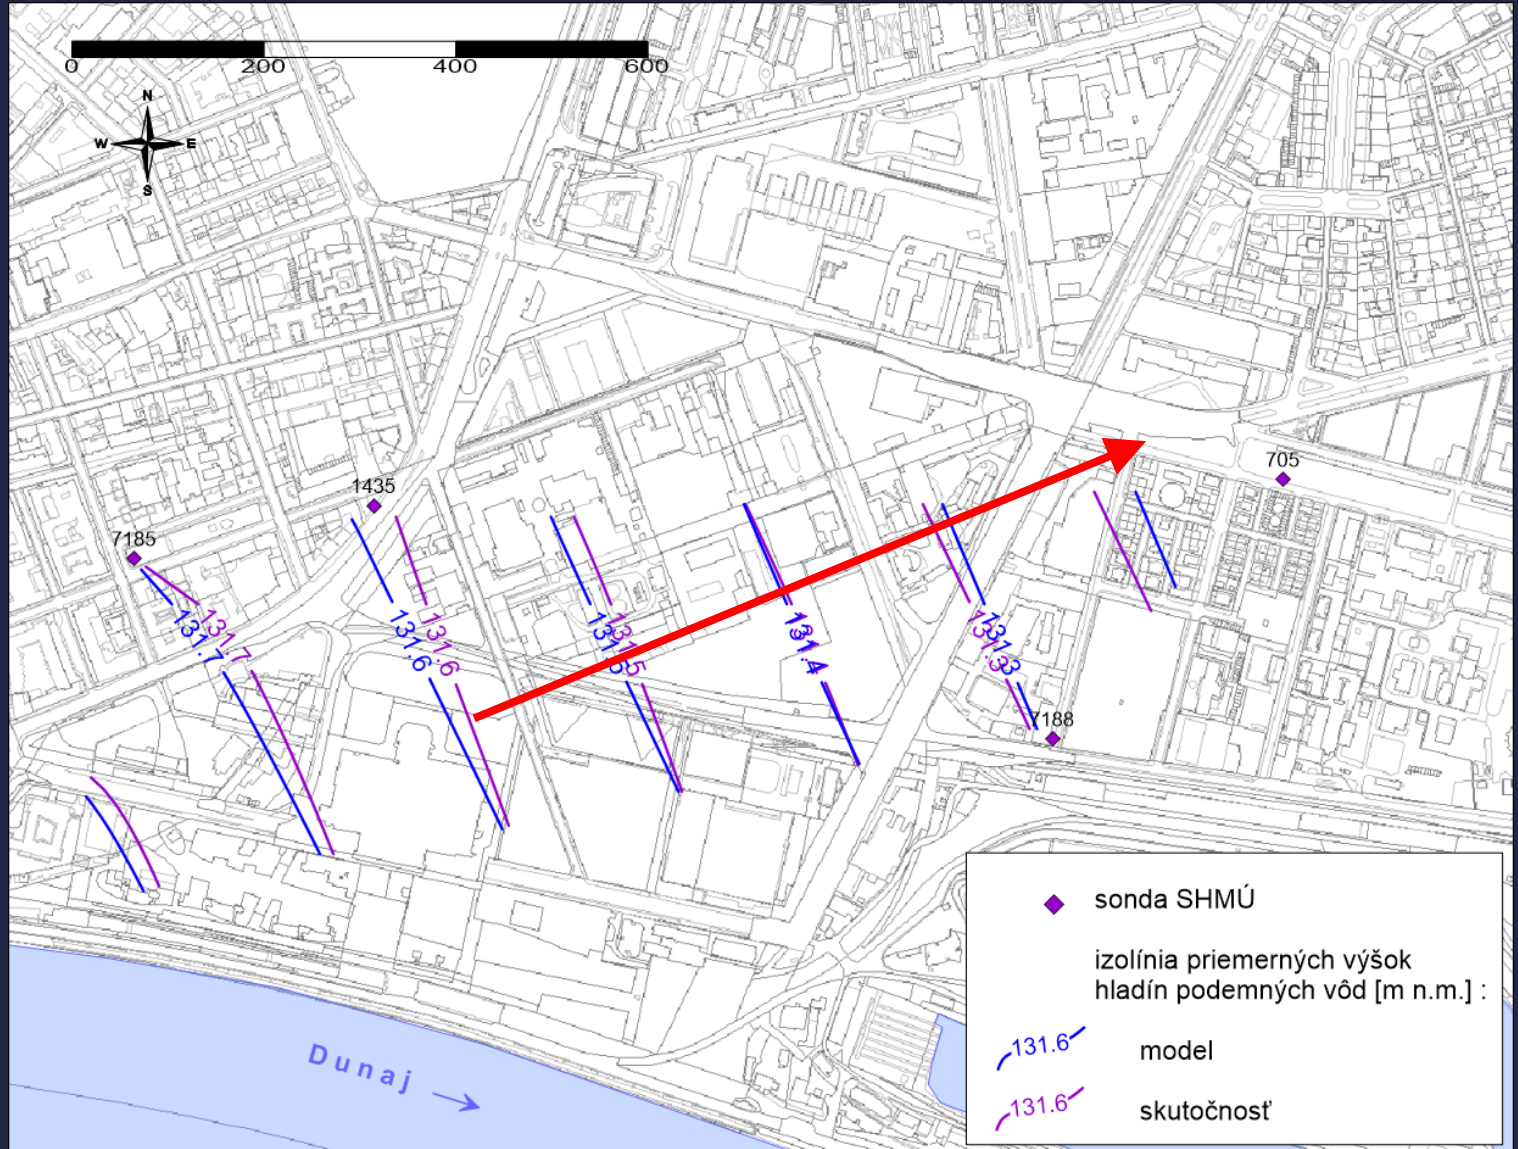 0 200 400 600
N
W E
S
1435
7185
705
131.7 131.7
131.6 131.6
131.5 131.5
131.4 131.4
131.3 131.3
7188
sonda SHMÚ
izolínia priemerných výšok
hladín podemných vôd [m n.m.] :
131.6 model
131.6 skutočnosť
Dunaj